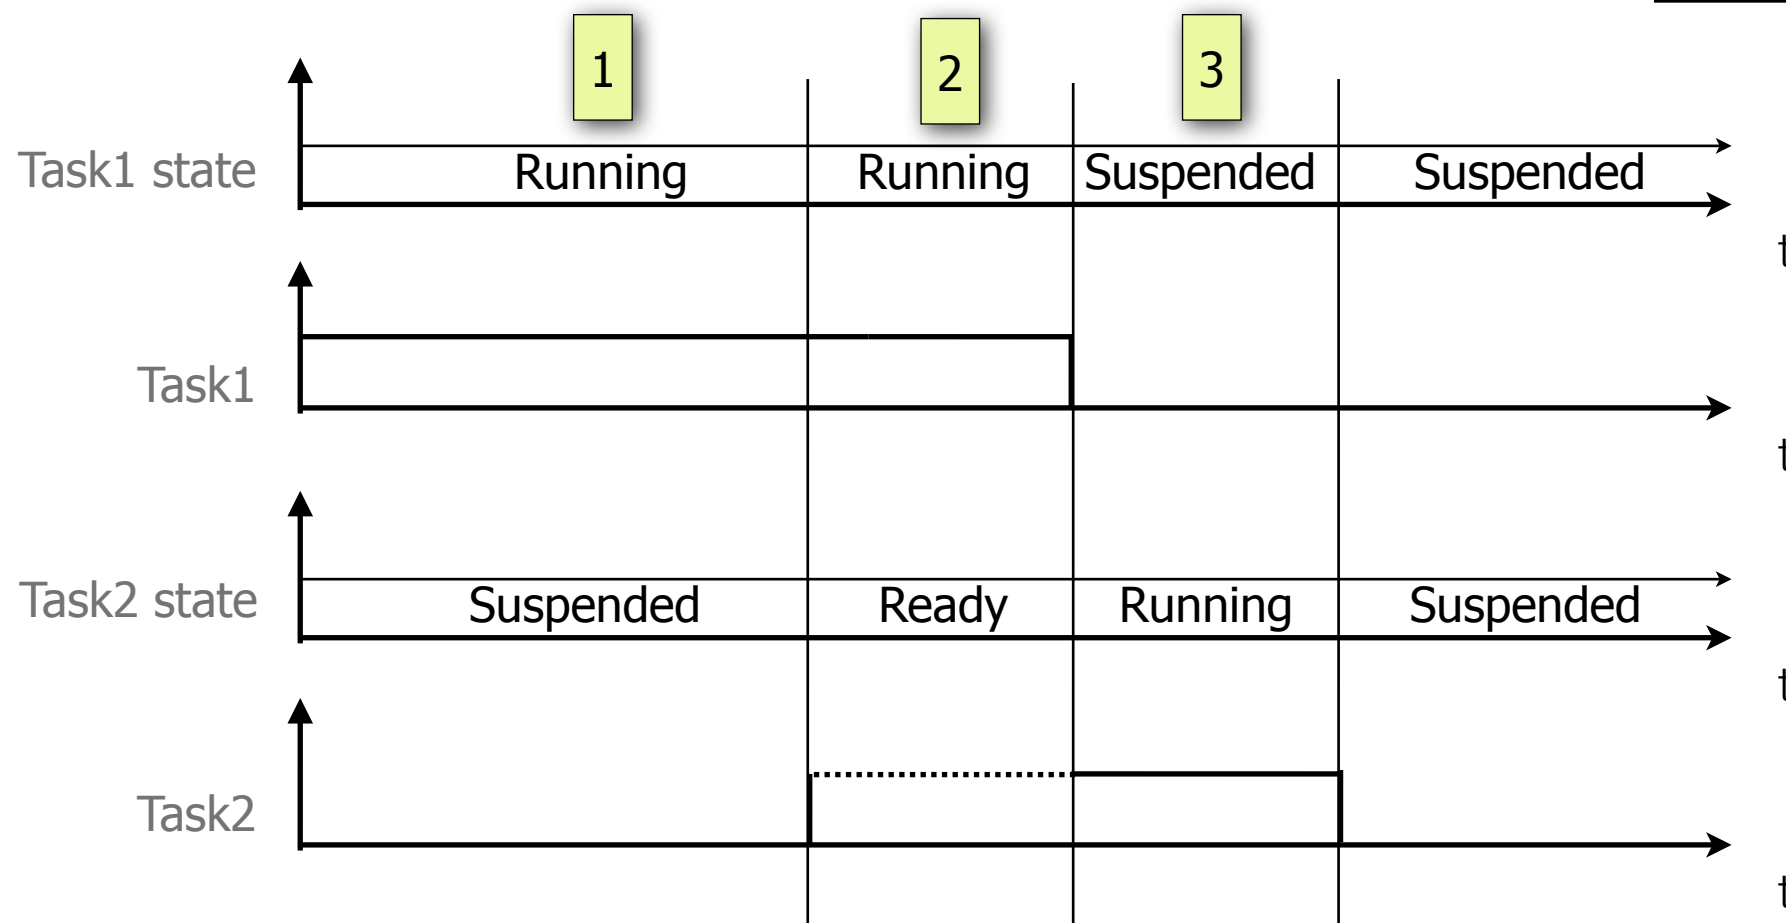 1 2 3
Task1 state Running Running Suspended Suspended
t
Task1
t
Task2 state Suspended Ready Running Suspended
t
Task2
t